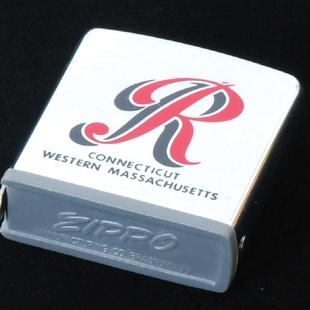 R
CONNECTICUT
WESTERN MASSACHUSETTS
ZIPPO